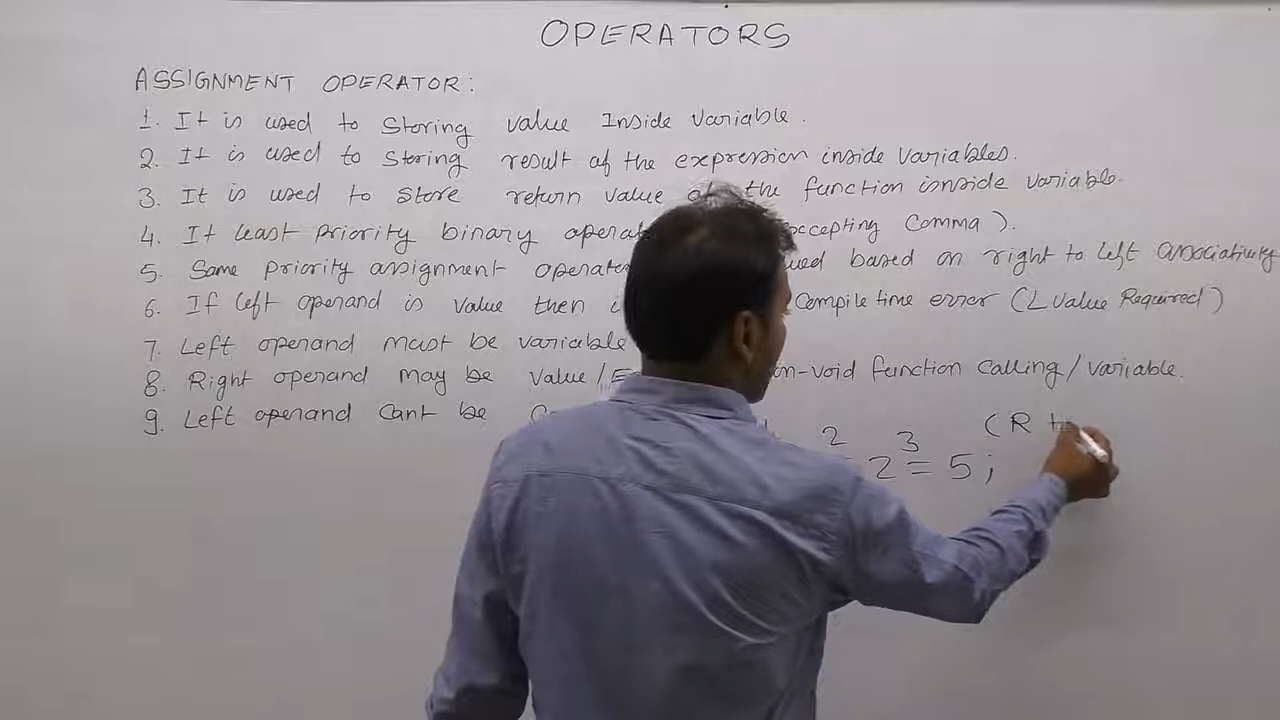 OPERATORS
ASSIGNMENT OPERATOR:
1. It is used to Storing value Inside Variable.
2. It is used to Storing result of the expression inside Variables.
3. It is used to Store return value the function inside variable.
4. It least priority binary Comma).
5. Same priority assignment based on right to left associativity
6. If left operand is value then Compile time error (L value Required)
7. Left operand must be variable
8. Right operand may be value/ function calling/variable.
9. Left operand Cant be
2 3 (R
2 = 5;